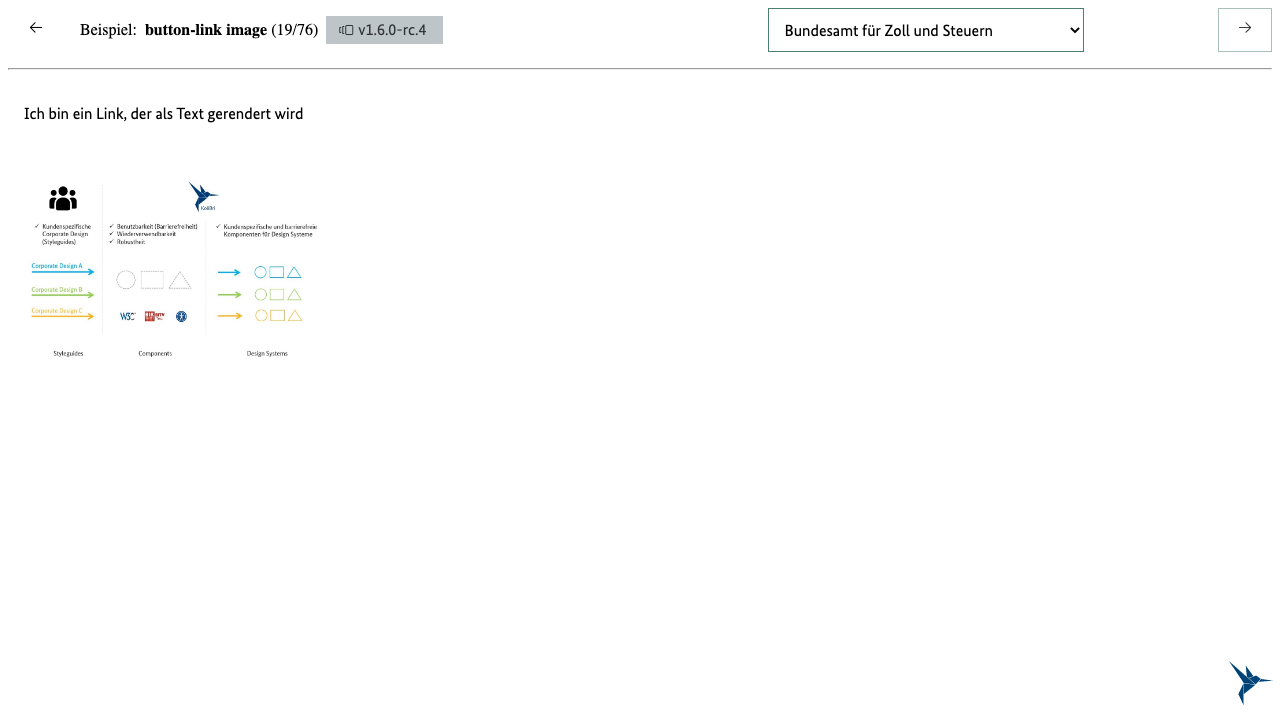 Beispiel: button-link image (19/76) v1.6.0-rc.4
Bundesamt für Zoll und Steuern
Ich bin ein Link, der als Text gerendert wird
KoliBri
✓ Kundenspezifische
Corporate Design
(Styleguides)
✓ Benutzbarkeit (Barrierefreiheit)
✓ Wiederverwendbarkeit
✓ Robustheit
✓ Kundenspezifische und barrierefreie
Komponenten für Design Systeme
Corporate Design A
Corporate Design B
Corporate Design C
W3C
BITV
Styleguides
Components
Design Systems